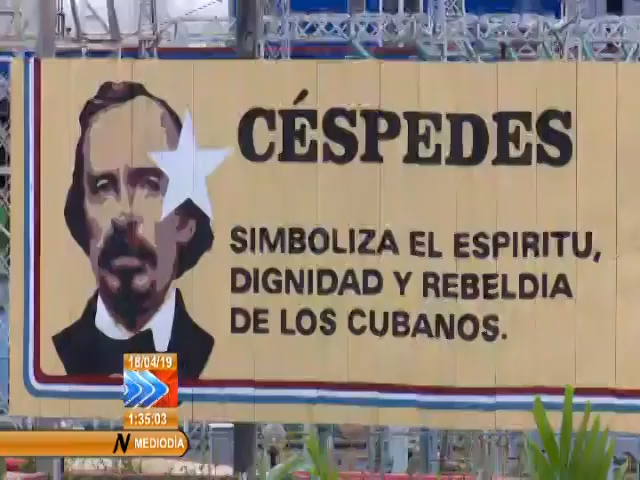 CÉSPEDES
SIMBOLIZA EL ESPIRITU,
DIGNIDAD Y REBELDIA
DE LOS CUBANOS.
18/04/19
1:35:03
N MEDIODÍA